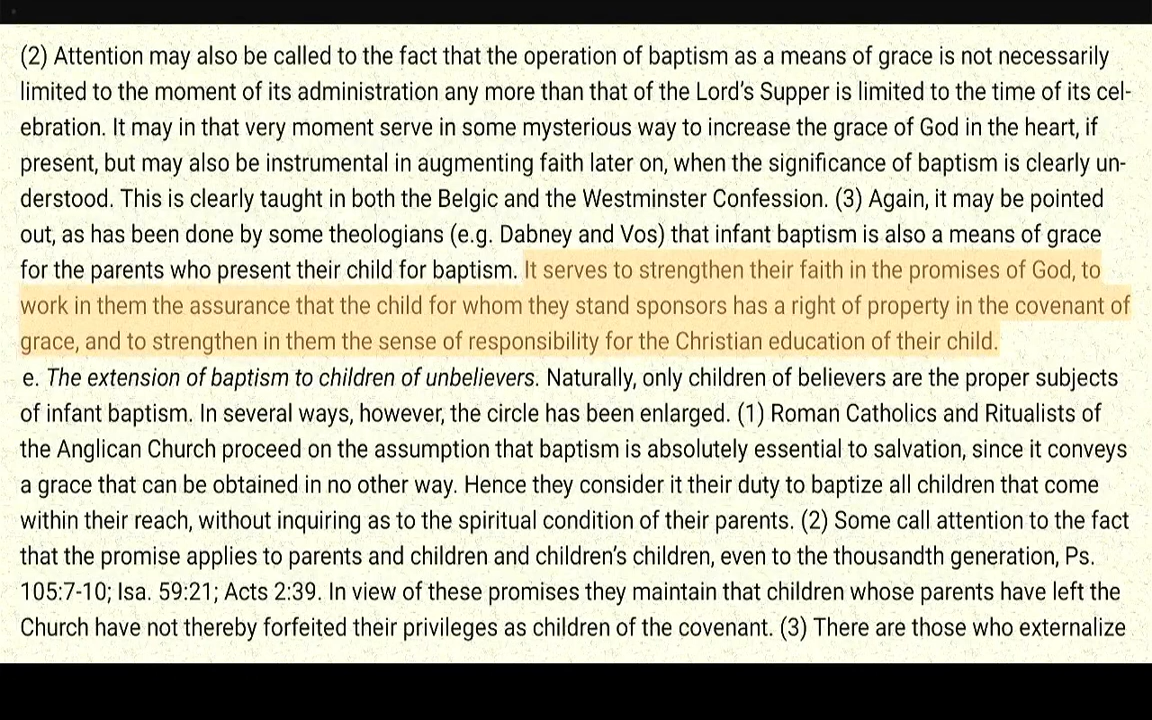 (2) Attention may also be called to the fact that the operation of baptism as a means of grace is not necessarily
limited to the moment of its administration any more than that of the Lord’s Supper is limited to the time of its cel-
ebration. It may in that very moment serve in some mysterious way to increase the grace of God in the heart, if
present, but may also be instrumental in augmenting faith later on, when the significance of baptism is clearly un-
derstood. This is clearly taught in both the Belgic and the Westminster Confession. (3) Again, it may be pointed
out, as has been done by some theologians (e.g. Dabney and Vos) that infant baptism is also a means of grace
for the parents who present their child for baptism. It serves to strengthen their faith in the promises of God, to
work in them the assurance that the child for whom they stand sponsors has a right of property in the covenant of
grace, and to strengthen in them the sense of responsibility for the Christian education of their child.
e. The extension of baptism to children of unbelievers. Naturally, only children of believers are the proper subjects
of infant baptism. In several ways, however, the circle has been enlarged. (1) Roman Catholics and Ritualists of
the Anglican Church proceed on the assumption that baptism is absolutely essential to salvation, since it conveys
a grace that can be obtained in no other way. Hence they consider it their duty to baptize all children that come
within their reach, without inquiring as to the spiritual condition of their parents. (2) Some call attention to the fact
that the promise applies to parents and children and children’s children, even to the thousandth generation, Ps.
105:7-10; Isa. 59:21; Acts 2:39. In view of these promises they maintain that children whose parents have left the
Church have not thereby forfeited their privileges as children of the covenant. (3) There are those who externalize